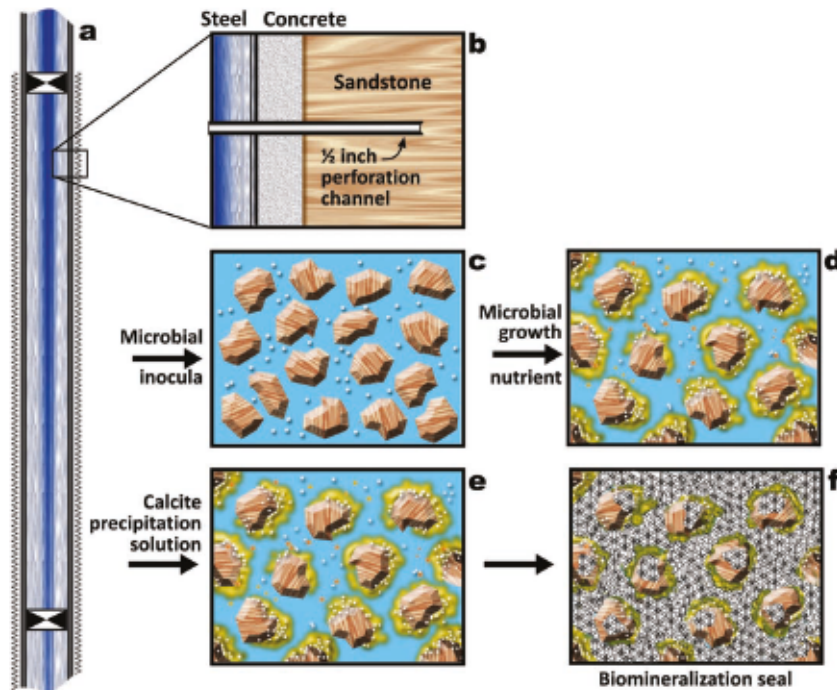 a
Steel Concrete
b
Sandstone
½ inch
perforation
channel
Microbial
inocula
c
Microbial
growth
nutrient
d
Calcite
precipitation
solution
e
f
Biomineralization seal